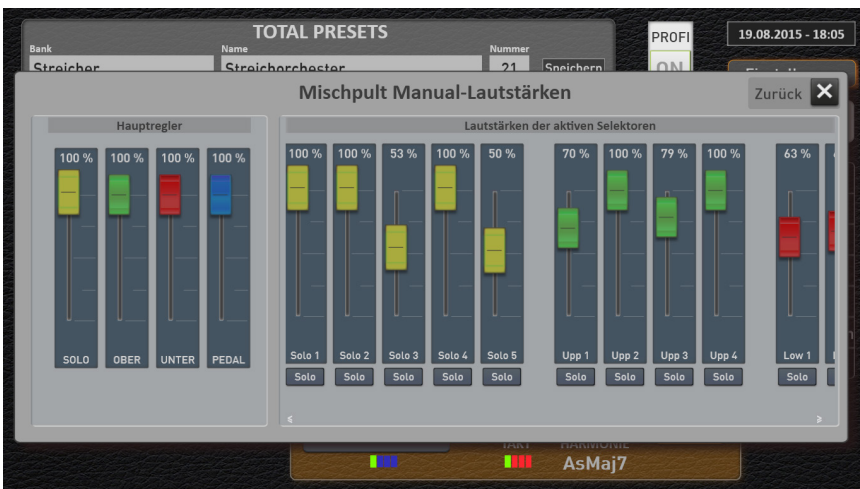 TOTAL PRESETS
Bank Name Nummer
Streicher Streichorchester 21 Speichern
PROFI
ON
19.08.2015 - 18:05
Mischpult Manual-Lautstärken
Zurück
Hauptregler
100 % 100 % 100 % 100 %
SOLO OBER UNTER PEDAL
Lautstärken der aktiven Selektoren
100 % 100 % 53 % 100 % 50 % 70 % 100 % 79 % 100 % 63 %
Solo 1 Solo 2 Solo 3 Solo 4 Solo 5 Upp 1 Upp 2 Upp 3 Upp 4 Low 1
Solo Solo Solo Solo Solo Solo Solo Solo Solo Solo
TAKT HARMONIE
AsMaj7